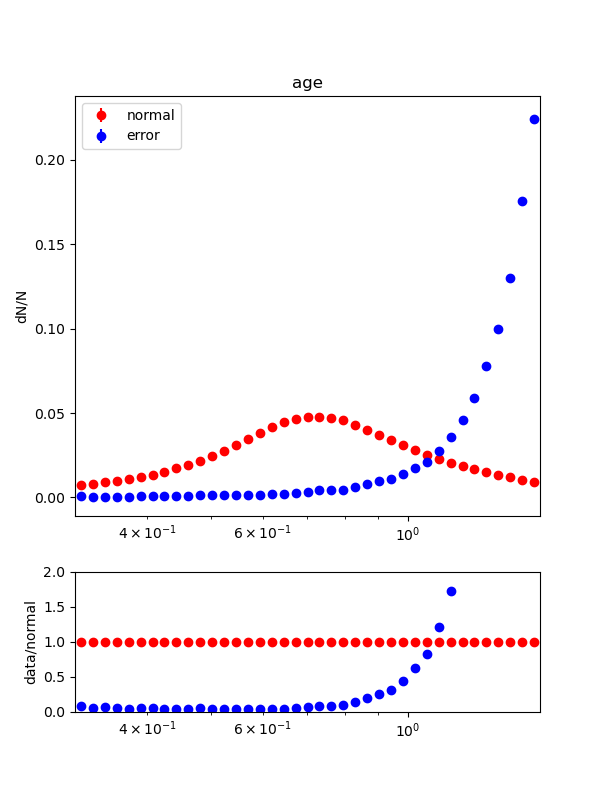 age
normal
error
dN/N
0.20
0.15
0.10
0.05
0.00
4 × 10⁻¹
6 × 10⁻¹
10⁰
data/normal
2.0
1.5
1.0
0.5
0.0
4 × 10⁻¹
6 × 10⁻¹
10⁰